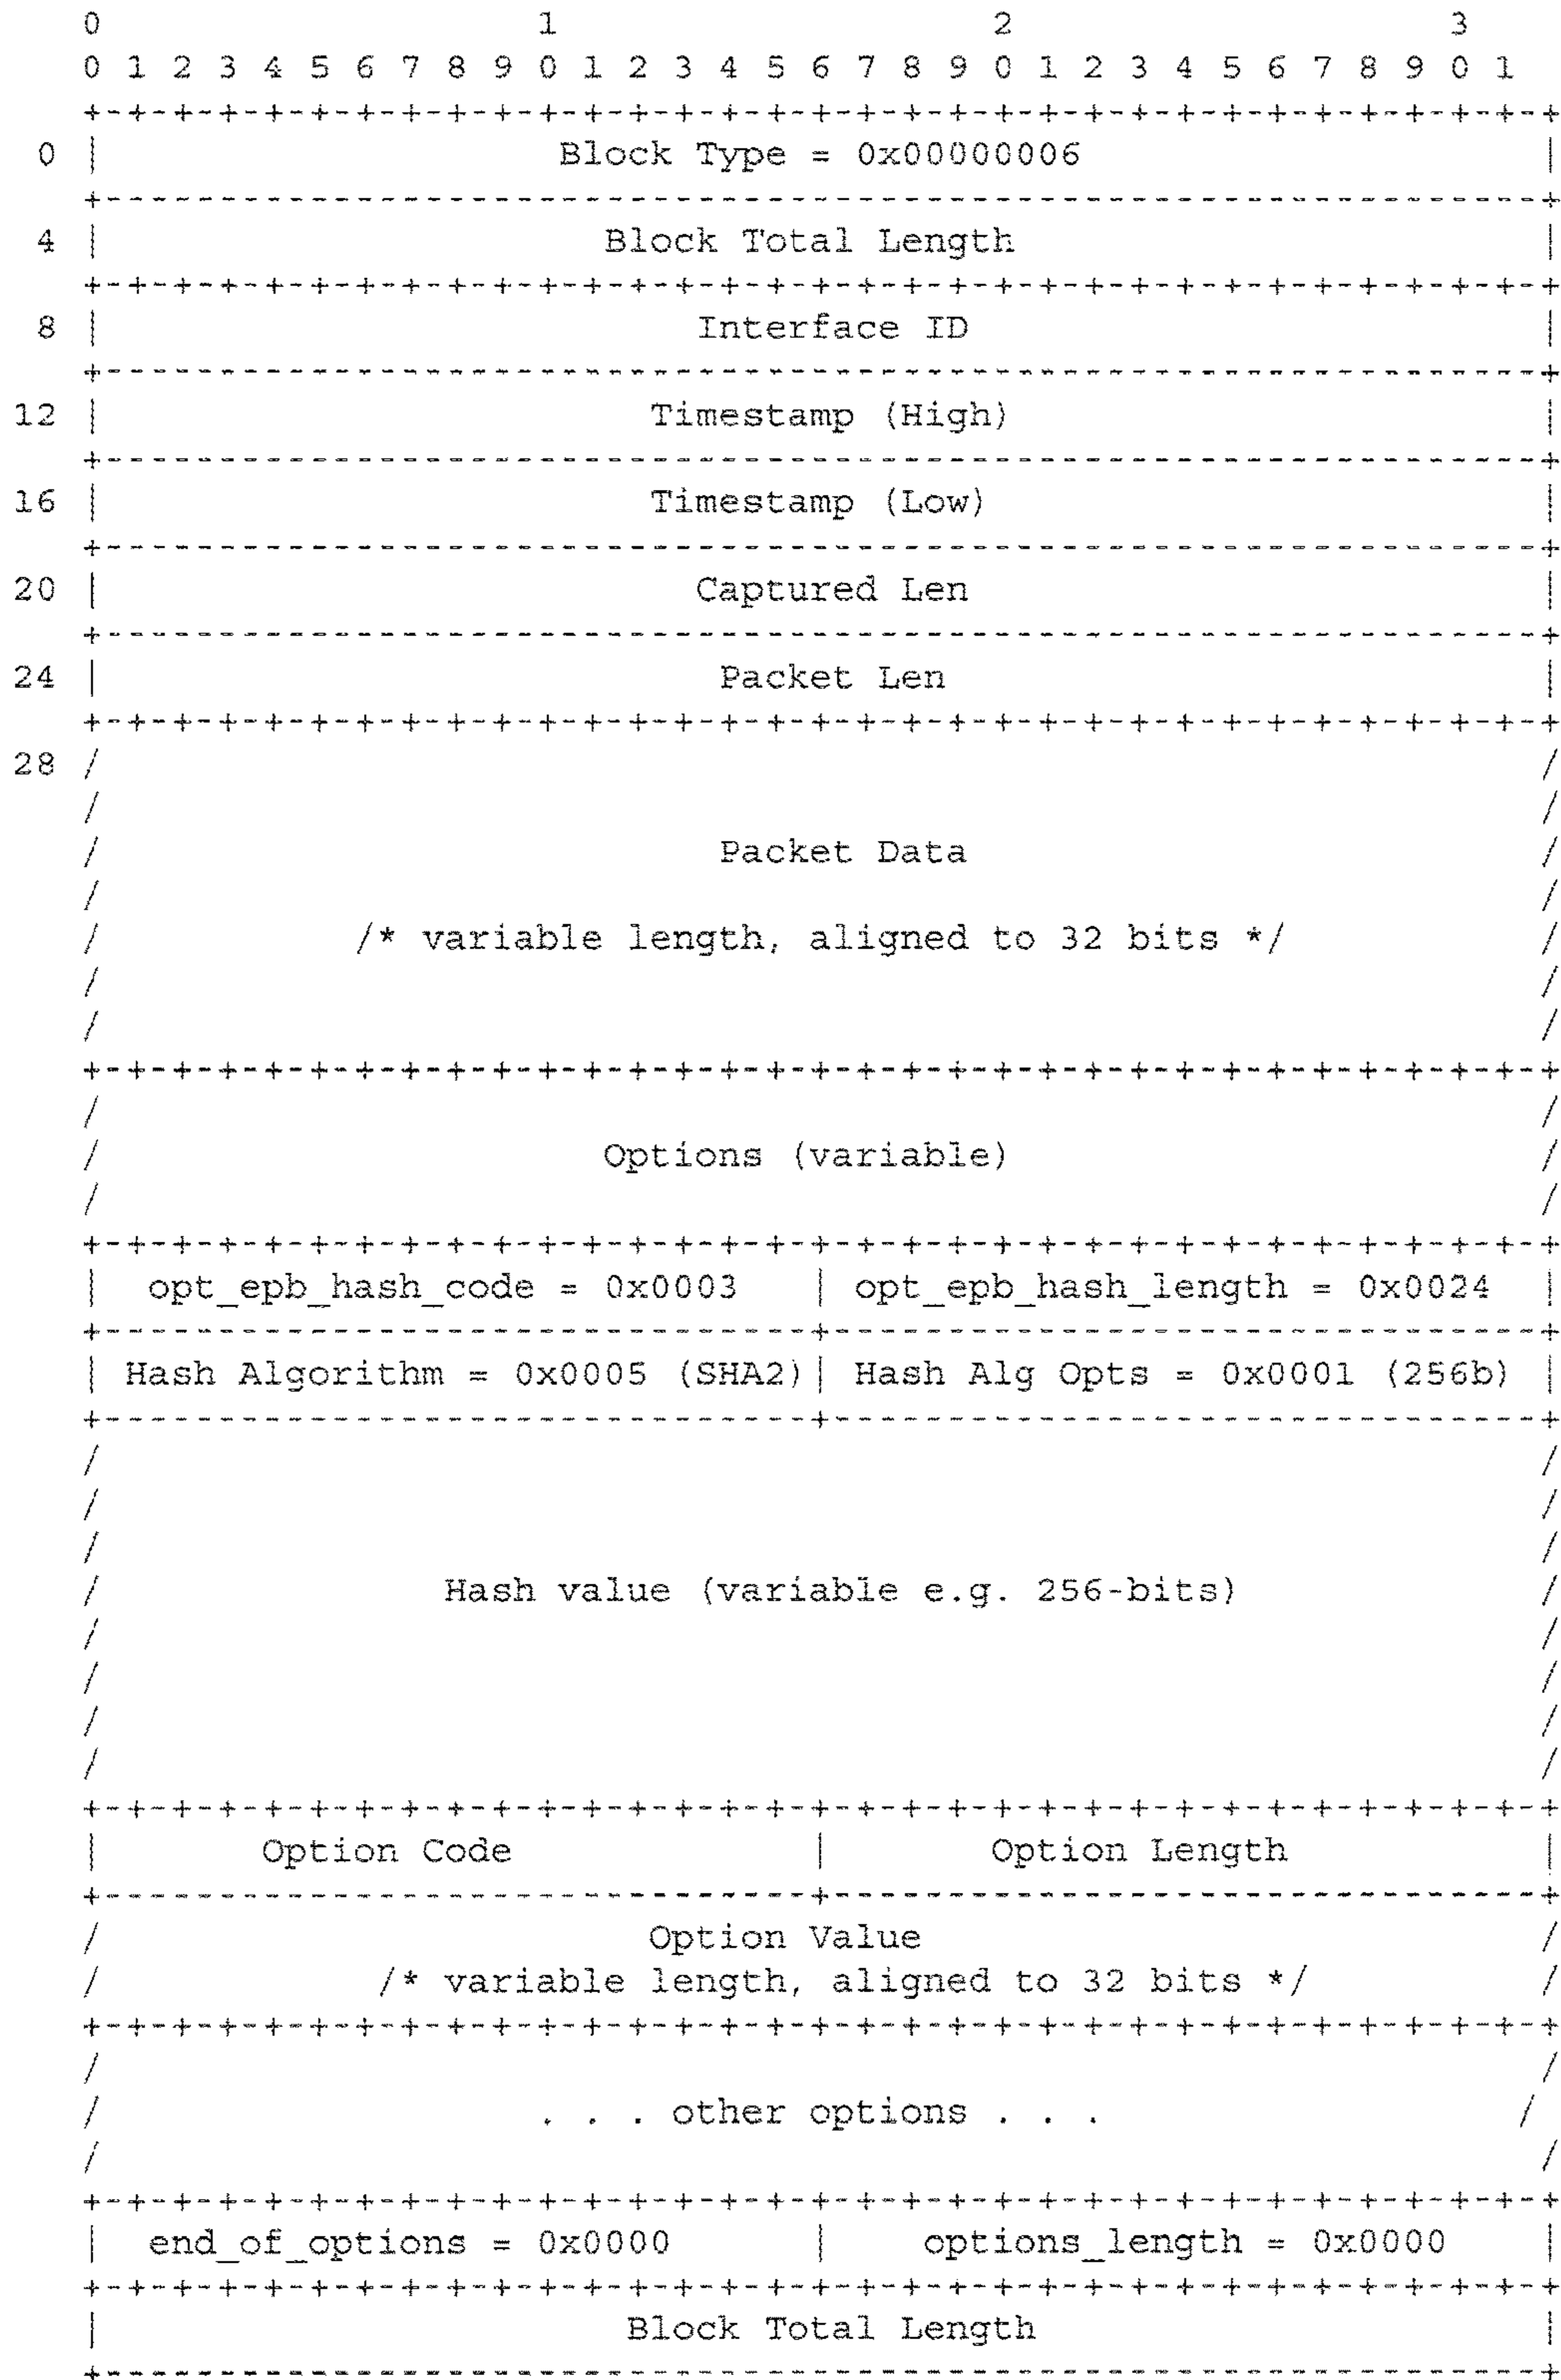 0                   1                   2                   3
0 1 2 3 4 5 6 7 8 9 0 1 2 3 4 5 6 7 8 9 0 1 2 3 4 5 6 7 8 9 0 1
+-+-+-+-+-+-+-+-+-+-+-+-+-+-+-+-+-+-+-+-+-+-+-+-+-+-+-+-+-+-+-+-+
0 | Block Type = 0x00000006 |
+---------------------------------------------------------------+
4 | Block Total Length |
+-+-+-+-+-+-+-+-+-+-+-+-+-+-+-+-+-+-+-+-+-+-+-+-+-+-+-+-+-+-+-+-+
8 | Interface ID |
+---------------------------------------------------------------+
12 | Timestamp (High) |
+---------------------------------------------------------------+
16 | Timestamp (Low) |
+---------------------------------------------------------------+
20 | Captured Len |
+---------------------------------------------------------------+
24 | Packet Len |
+-+-+-+-+-+-+-+-+-+-+-+-+-+-+-+-+-+-+-+-+-+-+-+-+-+-+-+-+-+-+-+-+
28 / /
/ /
/ Packet Data /
/ /
/ /* variable length, aligned to 32 bits */ /
/ /
/ /
+-+-+-+-+-+-+-+-+-+-+-+-+-+-+-+-+-+-+-+-+-+-+-+-+-+-+-+-+-+-+-+-+
/ /
/ Options (variable) /
/ /
+-+-+-+-+-+-+-+-+-+-+-+-+-+-+-+-+-+-+-+-+-+-+-+-+-+-+-+-+-+-+-+-+
| opt_epb_hash_code = 0x0003 | opt_epb_hash_length = 0x0024 |
+-------------------------------+-------------------------------+
| Hash Algorithm = 0x0005 (SHA2)| Hash Alg Opts = 0x0001 (256b) |
+-------------------------------+-------------------------------+
/ /
/ /
/ /
/ Hash value (variable e.g. 256-bits) /
/ /
/ /
/ /
/ /
+-+-+-+-+-+-+-+-+-+-+-+-+-+-+-+-+-+-+-+-+-+-+-+-+-+-+-+-+-+-+-+-+
| Option Code | Option Length |
+-------------------------------+-------------------------------+
/ Option Value /
/ /* variable length, aligned to 32 bits */ /
+-+-+-+-+-+-+-+-+-+-+-+-+-+-+-+-+-+-+-+-+-+-+-+-+-+-+-+-+-+-+-+-+
/ /
/ . . . other options . . . /
/ /
+-+-+-+-+-+-+-+-+-+-+-+-+-+-+-+-+-+-+-+-+-+-+-+-+-+-+-+-+-+-+-+-+
| end_of_options = 0x0000 | options_length = 0x0000 |
+-+-+-+-+-+-+-+-+-+-+-+-+-+-+-+-+-+-+-+-+-+-+-+-+-+-+-+-+-+-+-+-+
| Block Total Length |
+---------------------------------------------------------------+